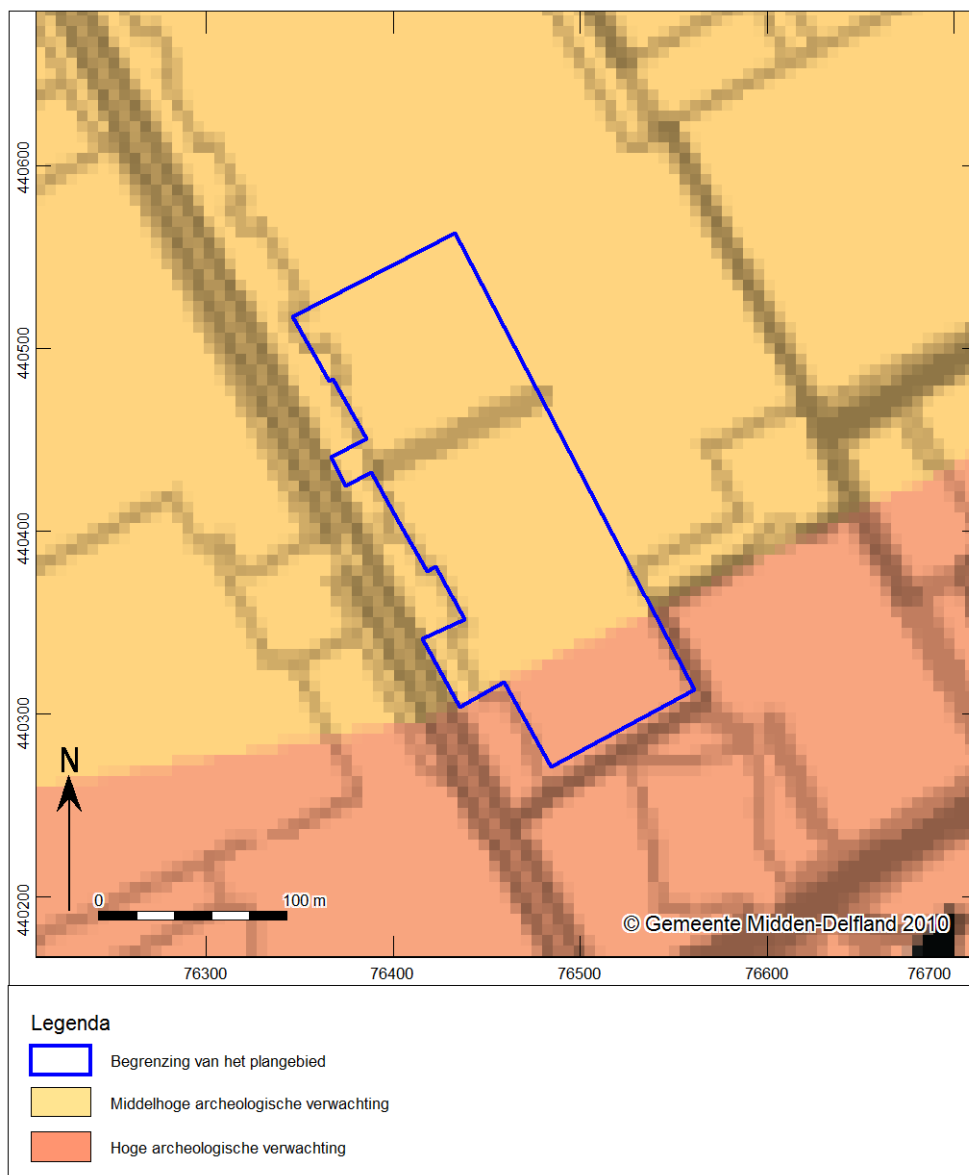 440600
440500
440400
440300
440200
N
0 100 m
© Gemeente Midden-Delfland 2010
76300 76400 76500 76600 76700
Legenda
Begrenzing van het plangebied
Middelhoge archeologische verwachting
Hoge archeologische verwachting